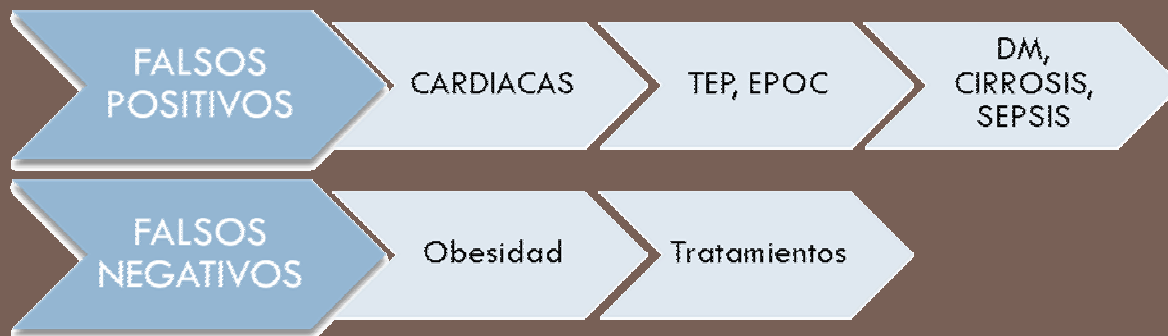 FALSOS
POSITIVOS
CARDIACAS
TEP, EPOC
DM,
CIRROSIS,
SEPSIS
FALSOS
NEGATIVOS
Obesidad
Tratamientos